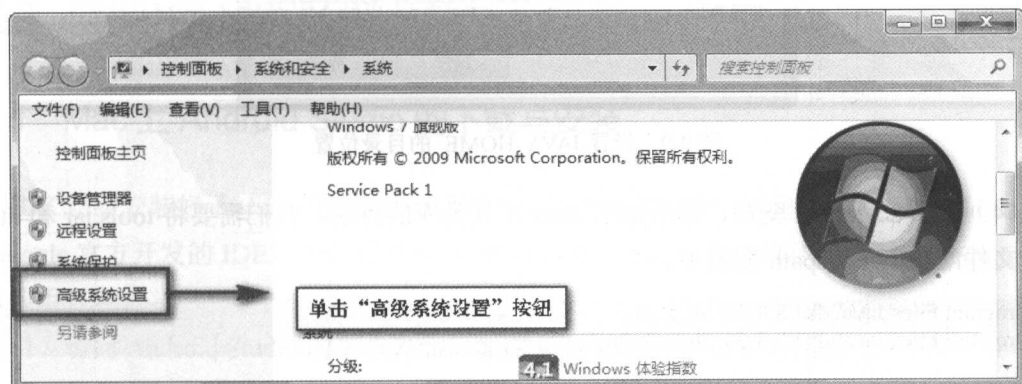 控制面板 ▸ 系统和安全 ▸ 系统
搜索控制面板
文件(F) 编辑(E) 查看(V) 工具(T) 帮助(H)
控制面板主页
设备管理器
远程设置
系统保护
高级系统设置
另请参阅
Windows 7 旗舰版
版权所有 © 2009 Microsoft Corporation。保留所有权利。
Service Pack 1
单击“高级系统设置”按钮
系统
分级:
4,1 Windows 体验指数